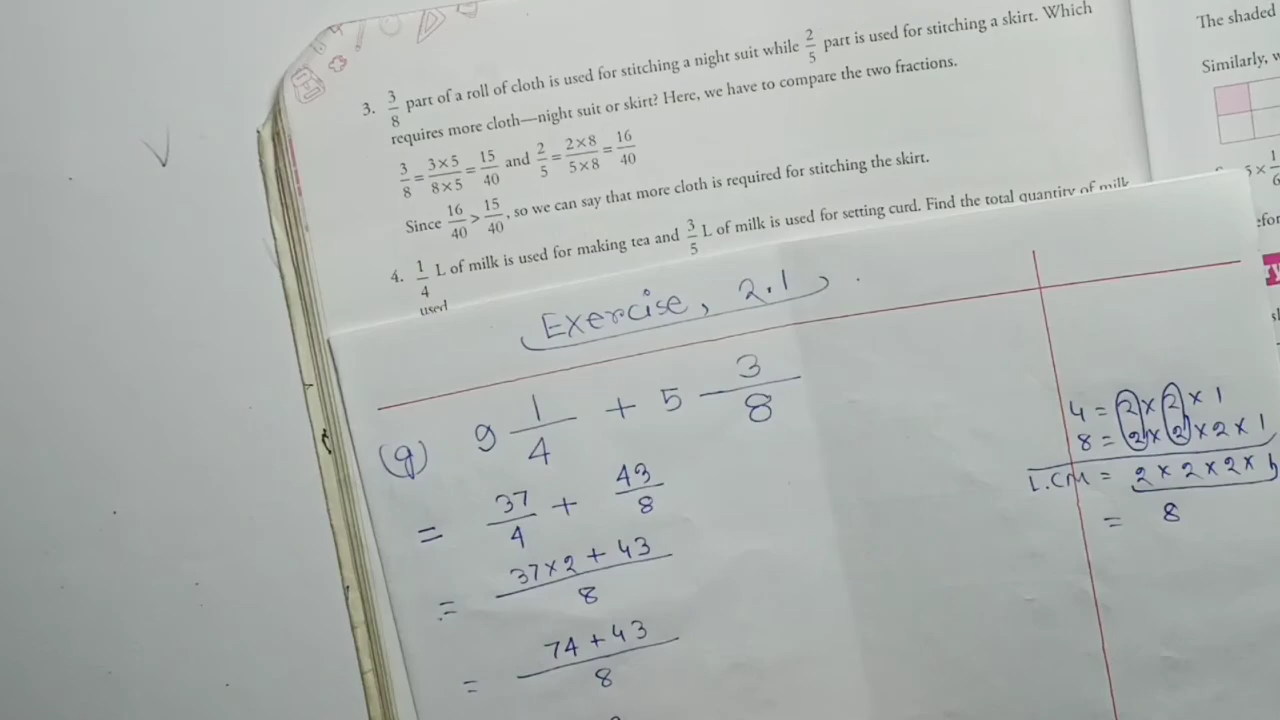 3. 3/8 part of a roll of cloth is used for stitching a night suit while 2/5 part is used for stitching a skirt. Which
requires more cloth—night suit or skirt? Here, we have to compare the two fractions.
3/8 = 3×5/8×5 = 15/40 and 2/5 = 2×8/5×8 = 16/40
Since 16/40 > 15/40, so we can say that more cloth is required for stitching the skirt.
4. 1/4 L of milk is used for making tea and 3/5 L of milk is used for setting curd. Find the total quantity of milk
used
The shaded
Similarly,
5 × 1/6
Exercise, 2.1
(g) 9 1/4 + 5 3/8
= 37/4 + 43/8
= 37×2 + 43/8
= 74 + 43/8
4 = 2 × 2 × 1
8 = 2 × 2 × 2 × 1
L.CM = 2 × 2 × 2 × 1
= 8